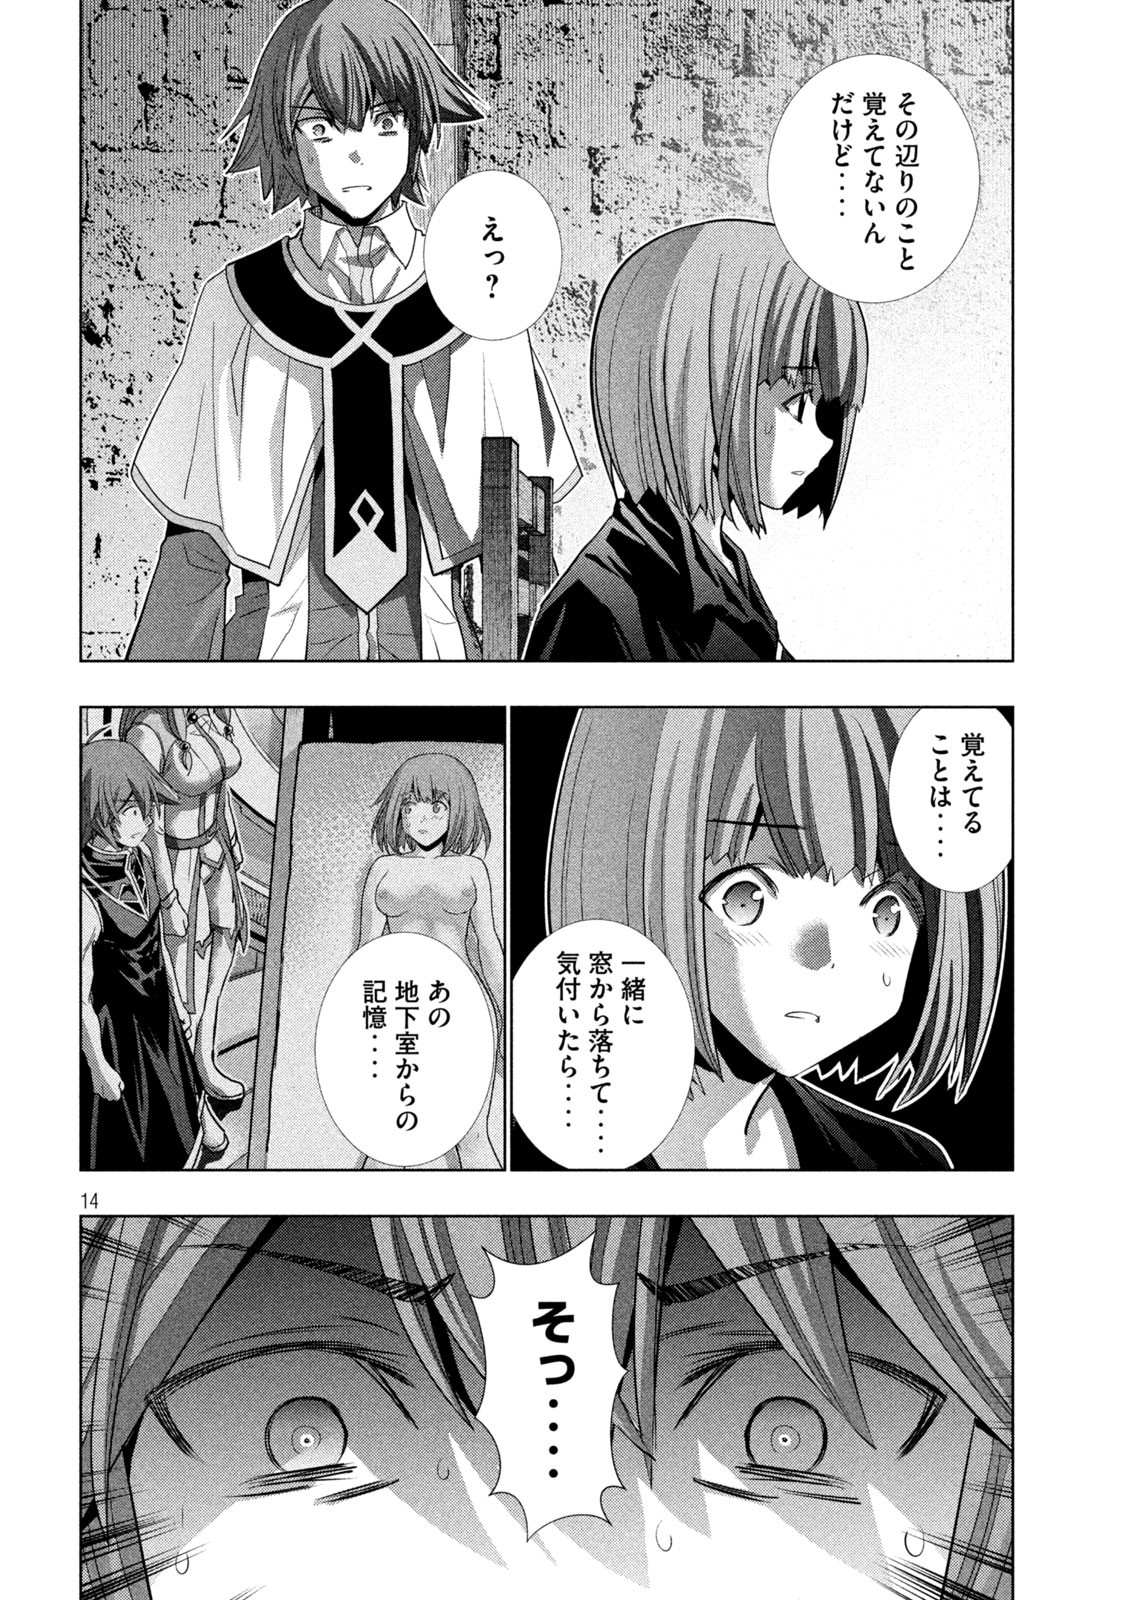 その辺りのこと
覚えてないん
だけど‥‥
えっ？
覚えてる
ことは‥‥
一緒に
窓から落ちて‥‥
気付いたら‥‥
あの
地下室からの
記憶‥‥
14
そっ‥‥‥